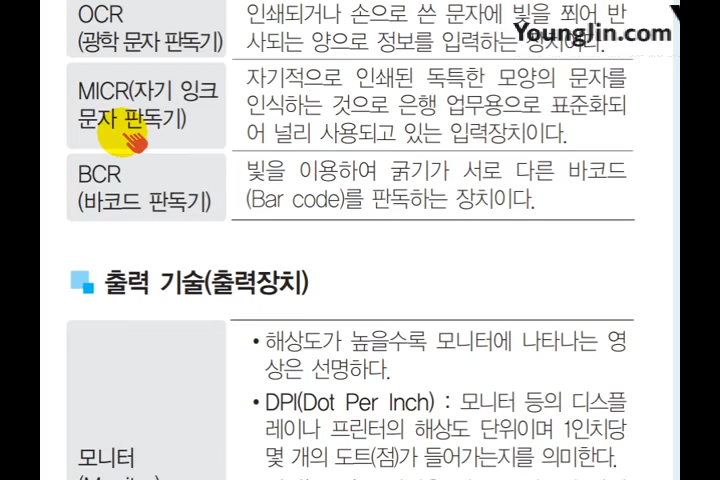 OCR
(광학 문자 판독기)
인쇄되거나 손으로 쓴 문자에 빛을 쬐어 반
사되는 양으로 정보를 입력하는 장치이다.
YoungJin.com
MICR(자기 잉크
문자 판독기)
자기적으로 인쇄된 독특한 모양의 문자를
인식하는 것으로 은행 업무용으로 표준화되
어 널리 사용되고 있는 입력장치이다.
BCR
(바코드 판독기)
빛을 이용하여 굵기가 서로 다른 바코드
(Bar code)를 판독하는 장치이다.
출력 기술(출력장치)
모니터
• 해상도가 높을수록 모니터에 나타나는 영
상은 선명하다.
• DPI(Dot Per Inch) : 모니터 등의 디스플
레이나 프린터의 해상도 단위이며 1인치당
몇 개의 도트(점)가 들어가는지를 의미한다.